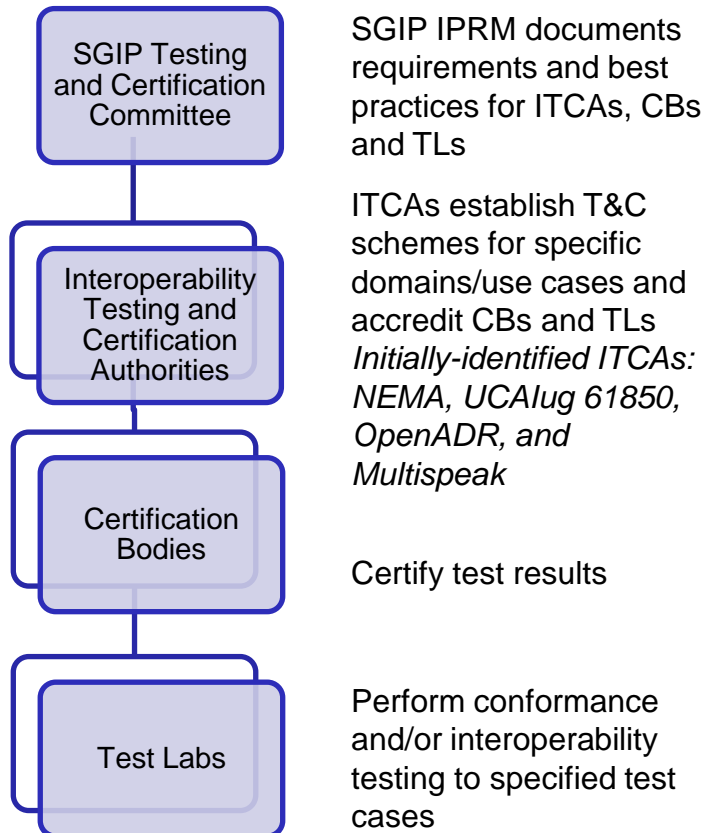 SGIP Testing
and Certification
Committee
SGIP IPRM documents
requirements and best
practices for ITCAs, CBs
and TLs
Interoperability
Testing and
Certification
Authorities
ITCAs establish T&C
schemes for specific
domains/use cases and
accredit CBs and TLs
Initially-identified ITCAs:
NEMA, UCAIug 61850,
OpenADR, and
Multispeak
Certification
Bodies
Certify test results
Test Labs
Perform conformance
and/or interoperability
testing to specified test
cases